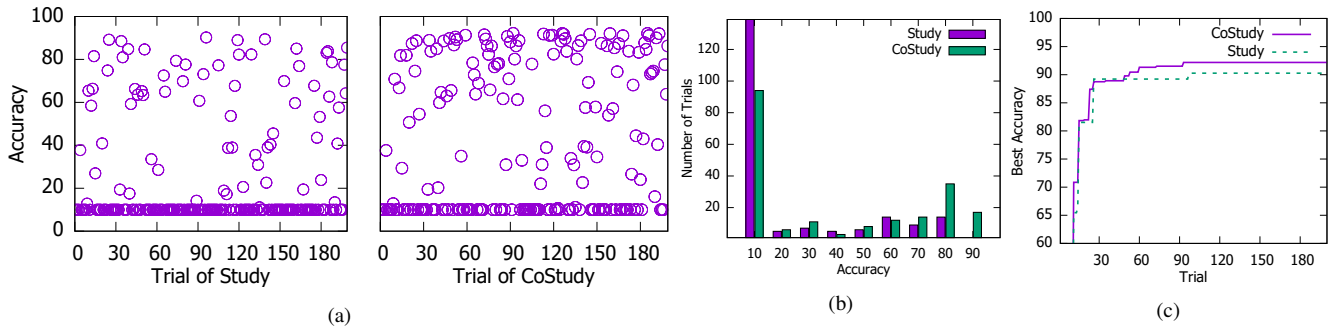 Accuracy
100
80
60
40
20
0
0 30 60 90 120 150 180
Trial of Study
0 30 60 90 120 150 180
Trial of CoStudy
(a)
Number of Trials
140
120
100
80
60
40
20
Study
CoStudy
10 20 30 40 50 60 70 80 90
Accuracy
(b)
Best Accuracy
100
95
90
85
80
75
70
65
60
CoStudy
Study
30 60 90 120 150 180
Trial
(c)